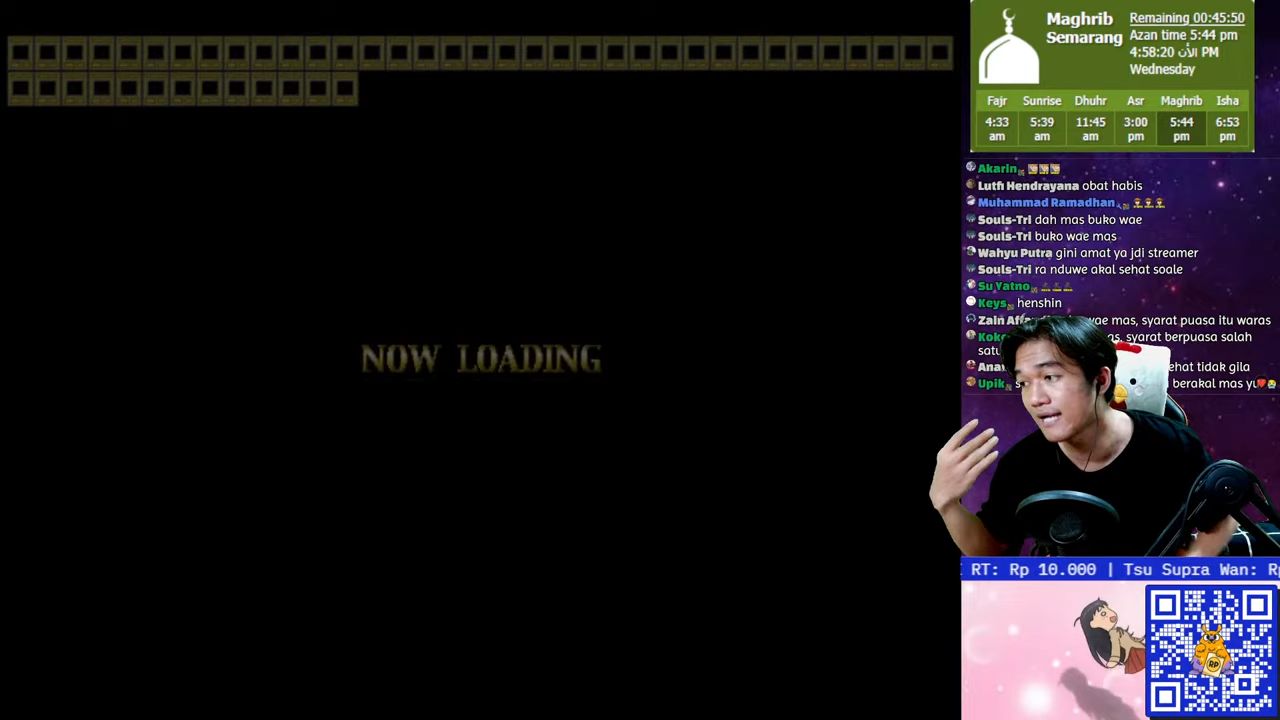 NOW LOADING
Maghrib
Semarang
Remaining 00:45:50
Azan time 5:44 pm
4:58:20 الأن PM
Wednesday
Fajr Sunrise Dhuhr Asr Maghrib Isha
4:33 am 5:39 am 11:45 am 3:00 pm 5:44 pm 6:53 pm
Akarin
Lutfi Hendrayana obat habis
Muhammad Ramadhan
Souls-Tri dah mas buko wae
Souls-Tri buko wae mas
Wahyu Putra gini amat ya jdi streamer
Souls-Tri ra nduwe akal sehat soale
Su Yatno
Keys henshin
Zain wae mas, syarat puasa itu waras
syarat berpuasa salah
satu
sehat tidak gila
Upik berakal mas
RT: Rp 10.000 | Tsu Supra Wan:
RP